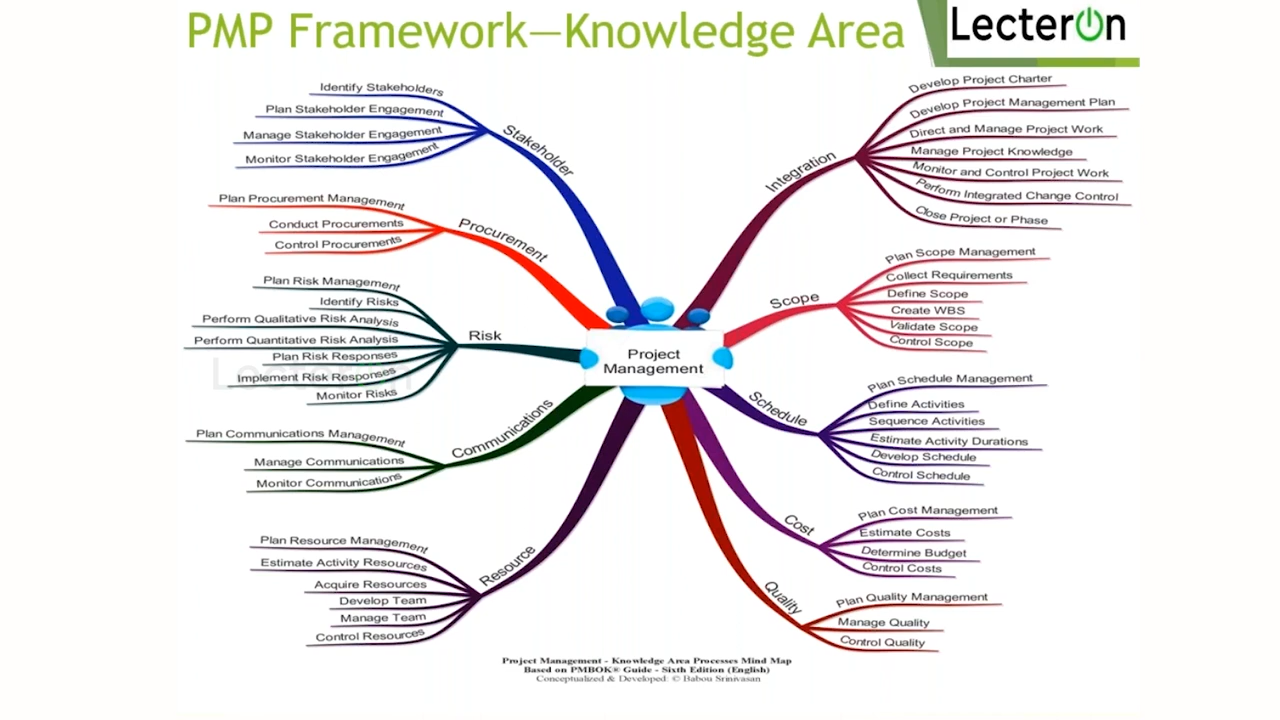 PMP Framework—Knowledge Area
LecterOn
Identify Stakeholders
Plan Stakeholder Engagement
Manage Stakeholder Engagement
Monitor Stakeholder Engagement
Stakeholder
Plan Procurement Management
Conduct Procurements
Control Procurements
Procurement
Plan Risk Management
Identify Risks
Perform Qualitative Risk Analysis
Perform Quantitative Risk Analysis
Plan Risk Responses
Implement Risk Responses
Monitor Risks
Risk
LecterOn
Plan Communications Management
Manage Communications
Monitor Communications
Communications
Plan Resource Management
Estimate Activity Resources
Acquire Resources
Develop Team
Manage Team
Control Resources
Resource
Project
Management
Integration
Develop Project Charter
Develop Project Management Plan
Direct and Manage Project Work
Manage Project Knowledge
Monitor and Control Project Work
Perform Integrated Change Control
Close Project or Phase
Scope
Plan Scope Management
Collect Requirements
Define Scope
Create WBS
Validate Scope
Control Scope
Schedule
Plan Schedule Management
Define Activities
Sequence Activities
Estimate Activity Durations
Develop Schedule
Control Schedule
Cost
Plan Cost Management
Estimate Costs
Determine Budget
Control Costs
Quality
Plan Quality Management
Manage Quality
Control Quality
Project Management - Knowledge Area Processes Mind Map
Based on PMBOK® Guide - Sixth Edition (English)
Conceptualized & Developed: © Babou Srinivasan